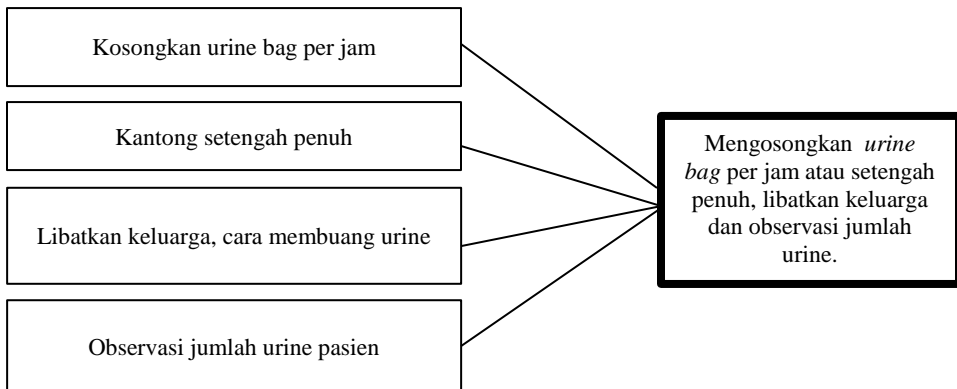 Kosongkan urine bag per jam
Kantong setengah penuh
Libatkan keluarga, cara membuang urine
Observasi jumlah urine pasien
Mengosongkan urine
bag per jam atau setengah
penuh, libatkan keluarga
dan observasi jumlah
urine.